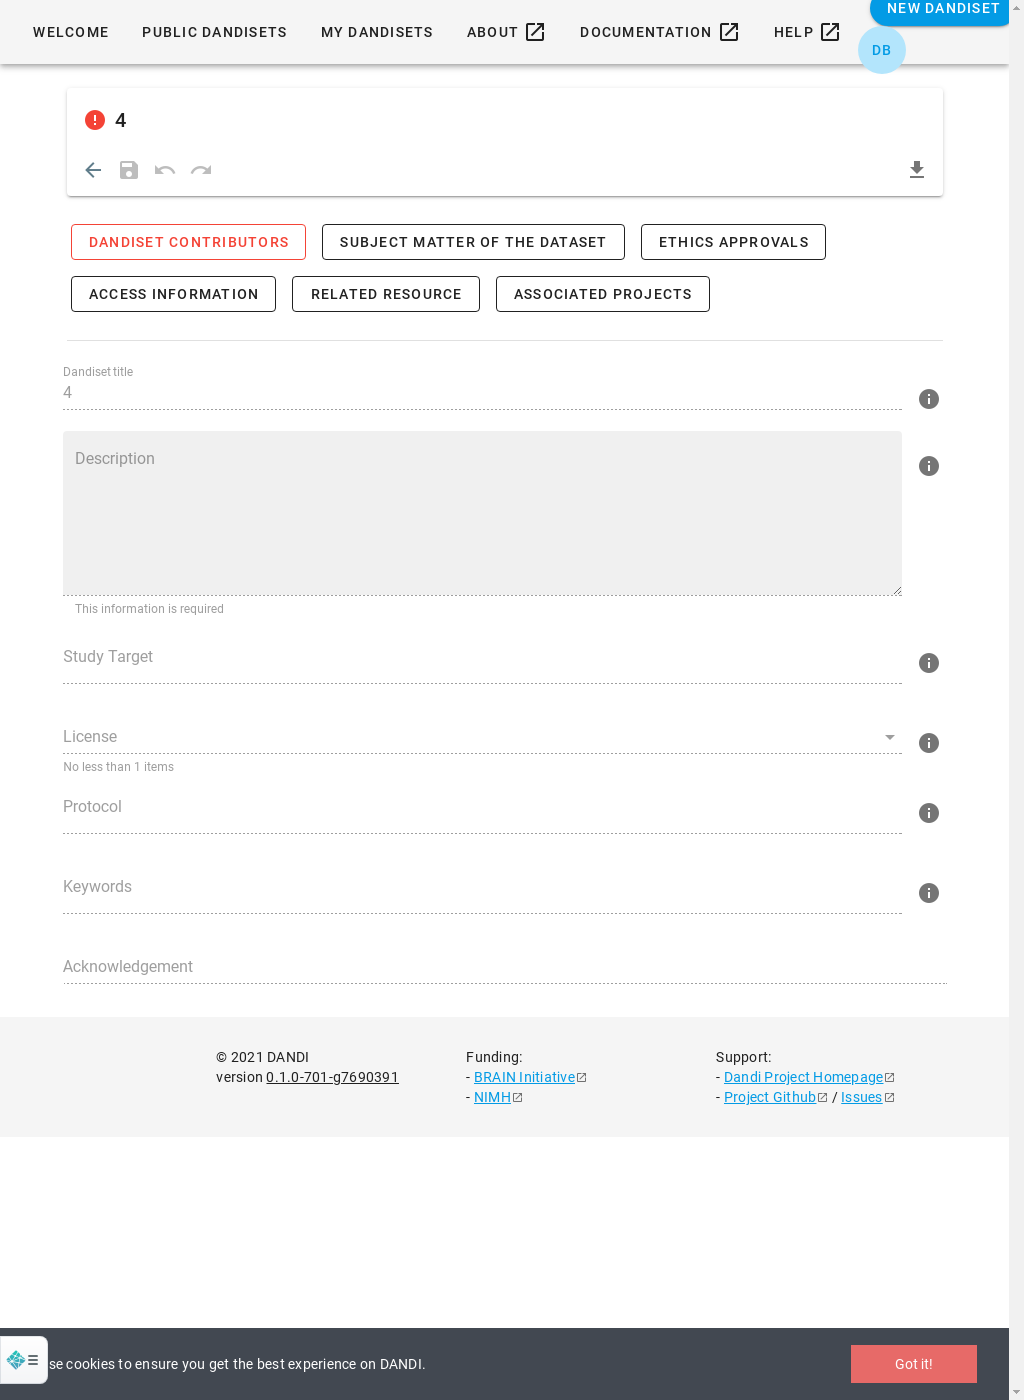 NEW DANDISET
WELCOME PUBLIC DANDISETS MY DANDISETS ABOUT DOCUMENTATION HELP
DB
4
DANDISET CONTRIBUTORS SUBJECT MATTER OF THE DATASET ETHICS APPROVALS
ACCESS INFORMATION RELATED RESOURCE ASSOCIATED PROJECTS
Dandiset title
4
Description
This information is required
Study Target
License
No less than 1 items
Protocol
Keywords
Acknowledgement
© 2021 DANDI
version 0.1.0-701-g7690391
Funding:
- BRAIN Initiative
- NIMH
Support:
- Dandi Project Homepage
- Project Github / Issues
se cookies to ensure you get the best experience on DANDI.
Got it!